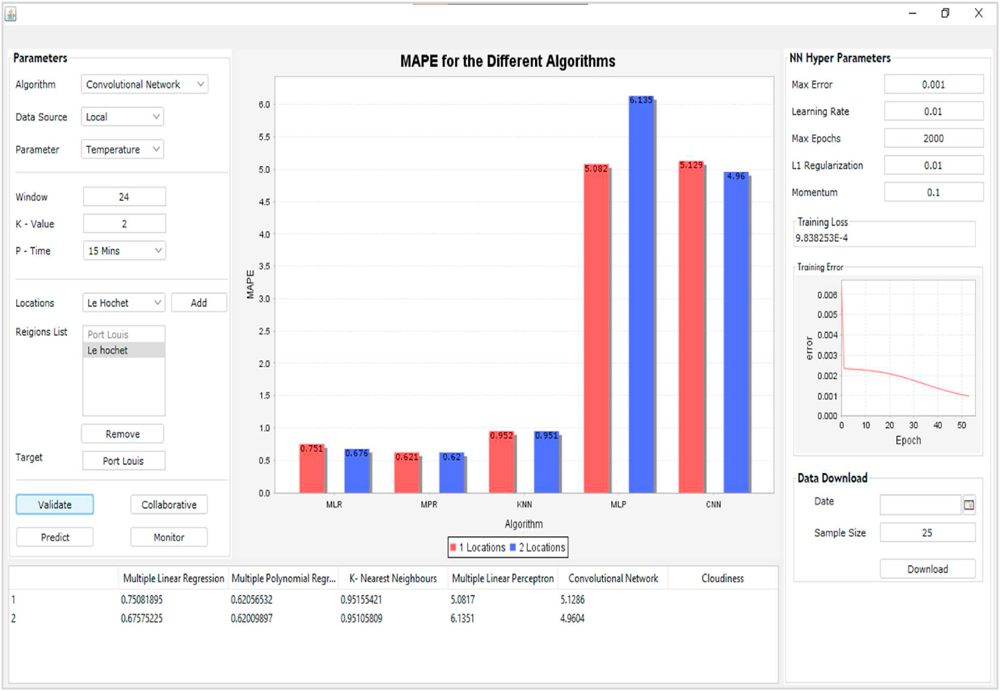 Parameters
Algorithm Convolutional Network
Data Source Local
Parameter Temperature
Window 24
K - Value 2
P - Time 15 Mins
Locations Le Hochet Add
Reigions List Port Louis
Le hochet
Remove
Target Port Louis
Validate Collaborative
Predict Monitor
MAPE for the Different Algorithms
MAPE
6.0
5.5
5.0
4.5
4.0
3.5
3.0
2.5
2.0
1.5
1.0
0.5
0.0
0.751 0.676 0.621 0.62 0.952 0.951 5.082 6.135 5.129 4.96
MLR MPR KNN MLP CNN
Algorithm
1 Locations 2 Locations
NN Hyper Parameters
Max Error 0.001
Learning Rate 0.01
Max Epochs 2000
L1 Regularization 0.01
Momentum 0.1
Training Loss
9.838253E-4
Training Error
error
0.006
0.005
0.004
0.003
0.002
0.001
0.000
0 10 20 30 40 50
Epoch
Data Download
Date
Sample Size 25
Download
Multiple Linear Regression Multiple Polynomial Regr... K- Nearest Neighbours Multiple Linear Perceptron Convolutional Network Cloudiness
1 0.75081895 0.62056532 0.95155421 5.0817 5.1286
2 0.67575225 0.62009897 0.95105809 6.1351 4.9604